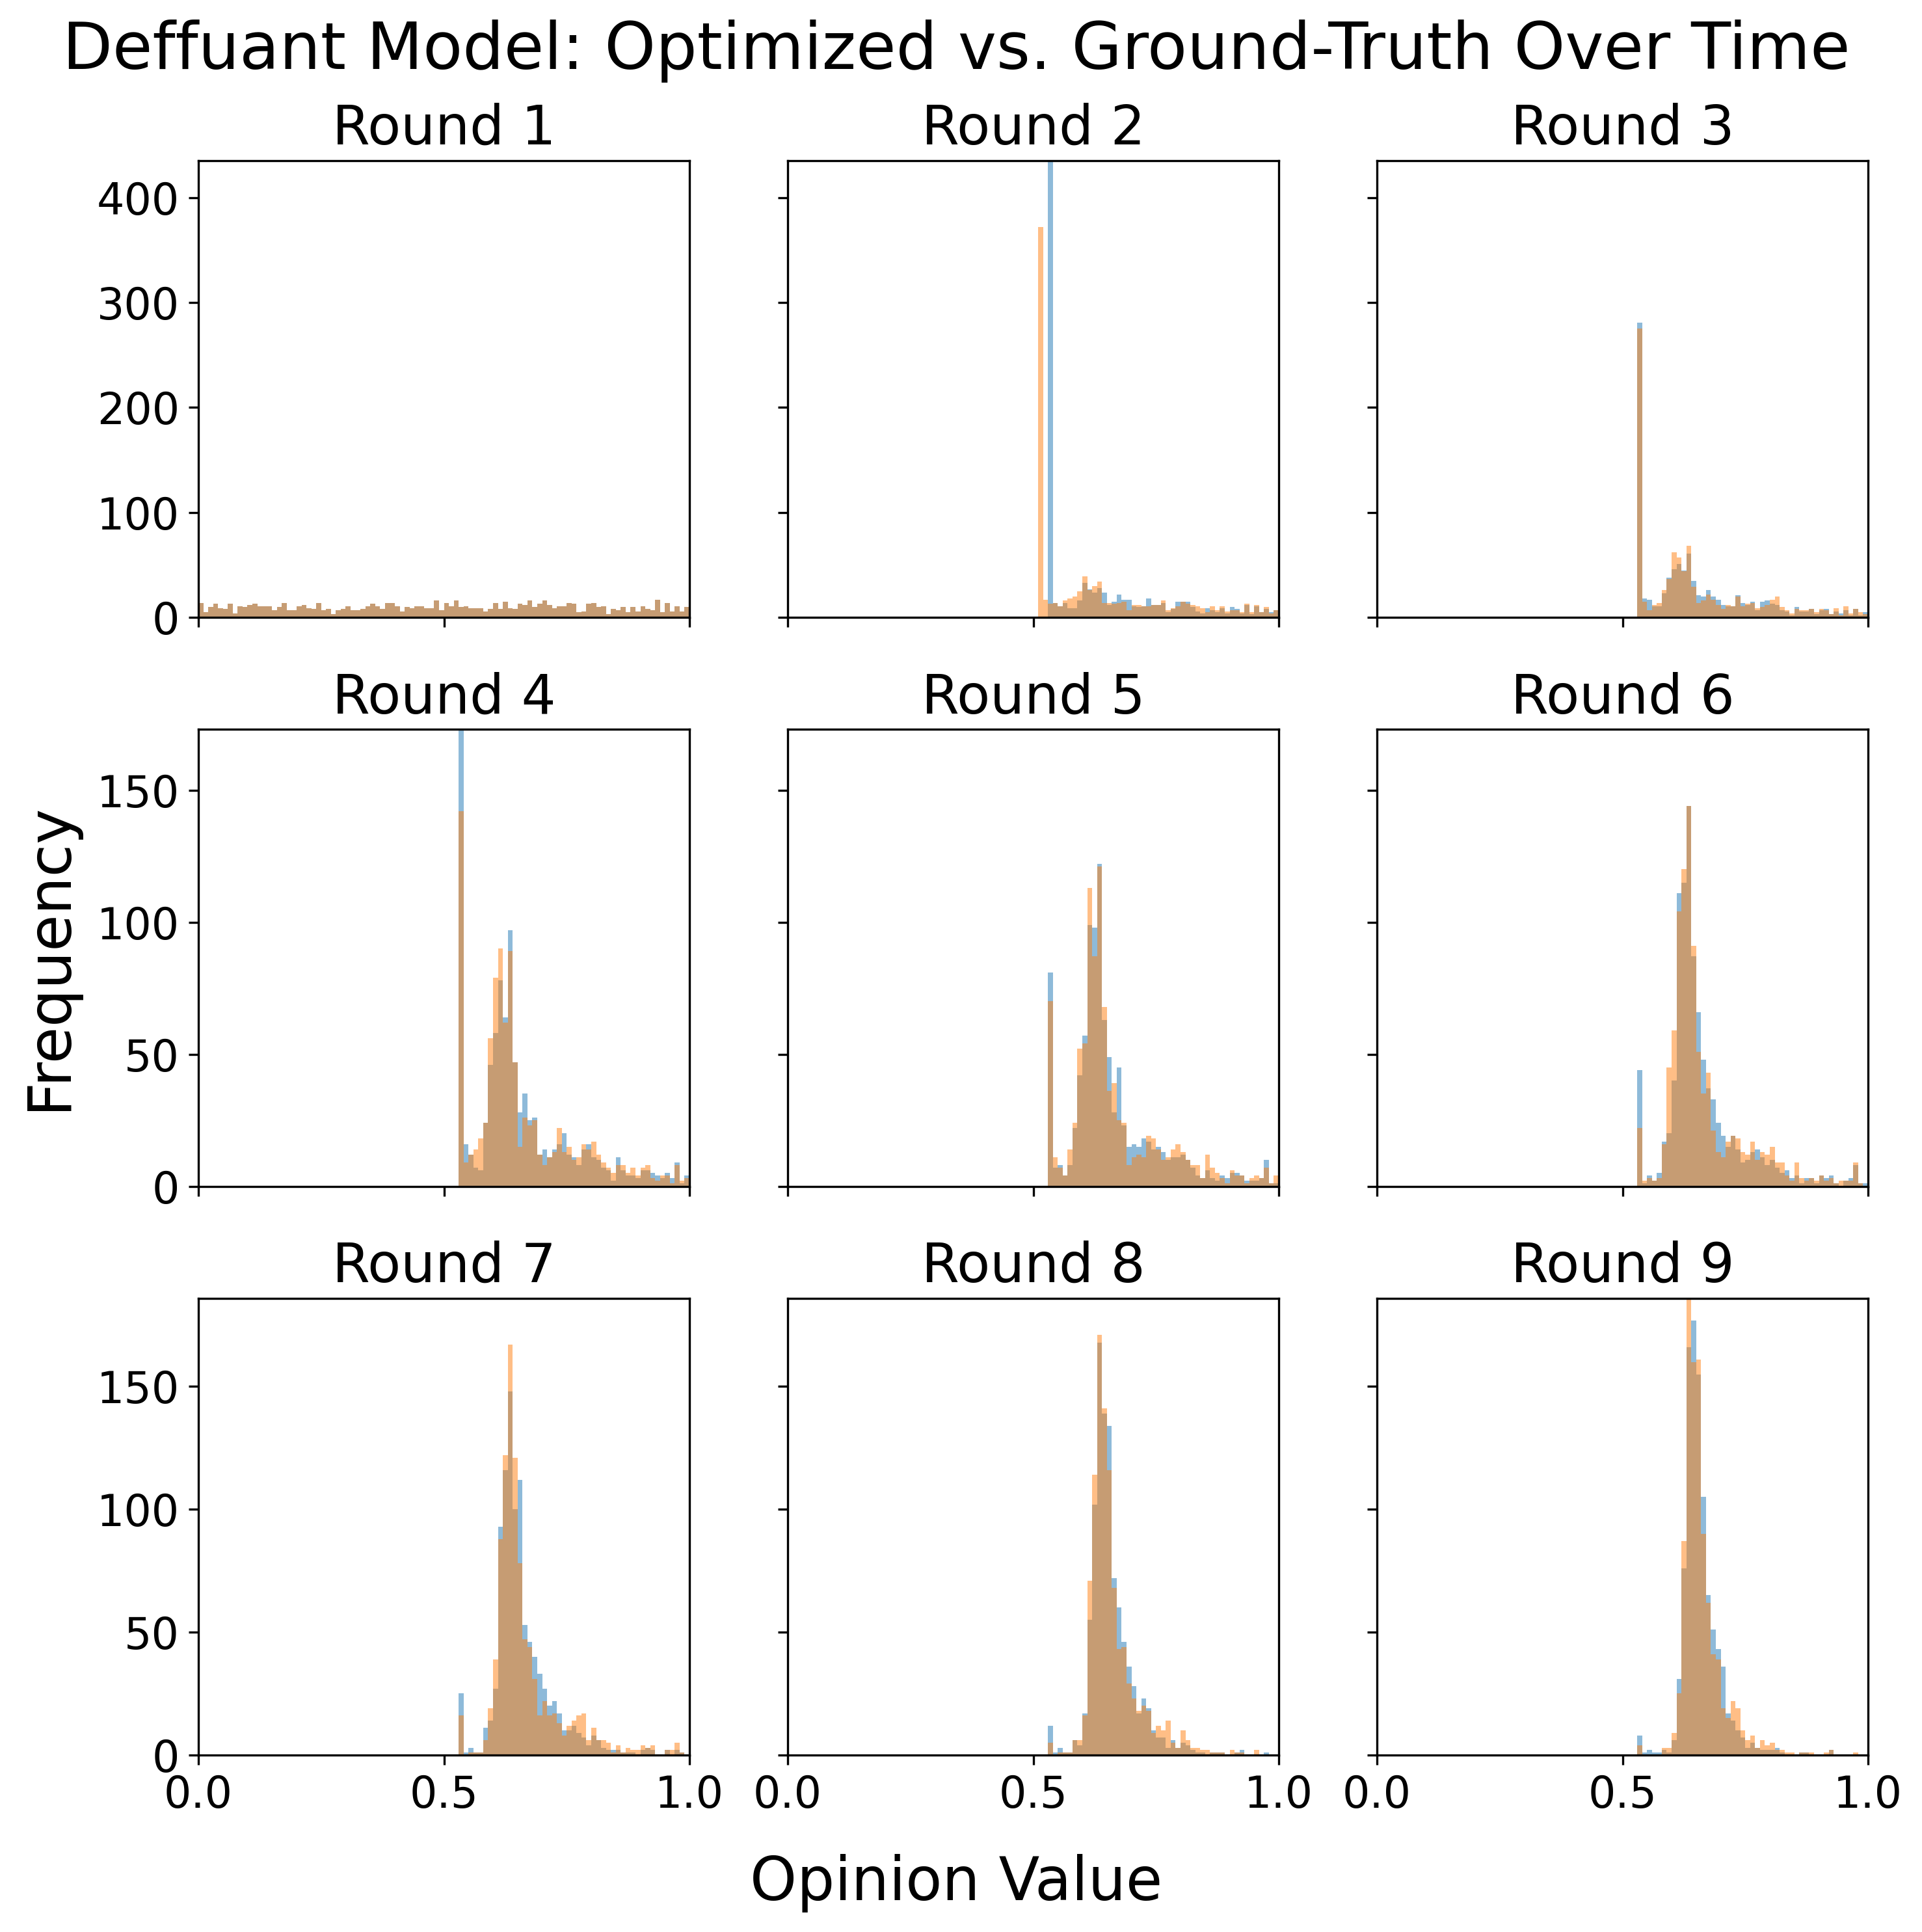 Deffuant Model: Optimized vs. Ground-Truth Over Time
Round 1
Round 2
Round 3
400
300
200
100
0
Round 4
Round 5
Round 6
150
100
50
0
Frequency
Round 7
Round 8
Round 9
150
100
50
0
0.0 0.5 1.0
0.0 0.5 1.0
0.0 0.5 1.0
Opinion Value